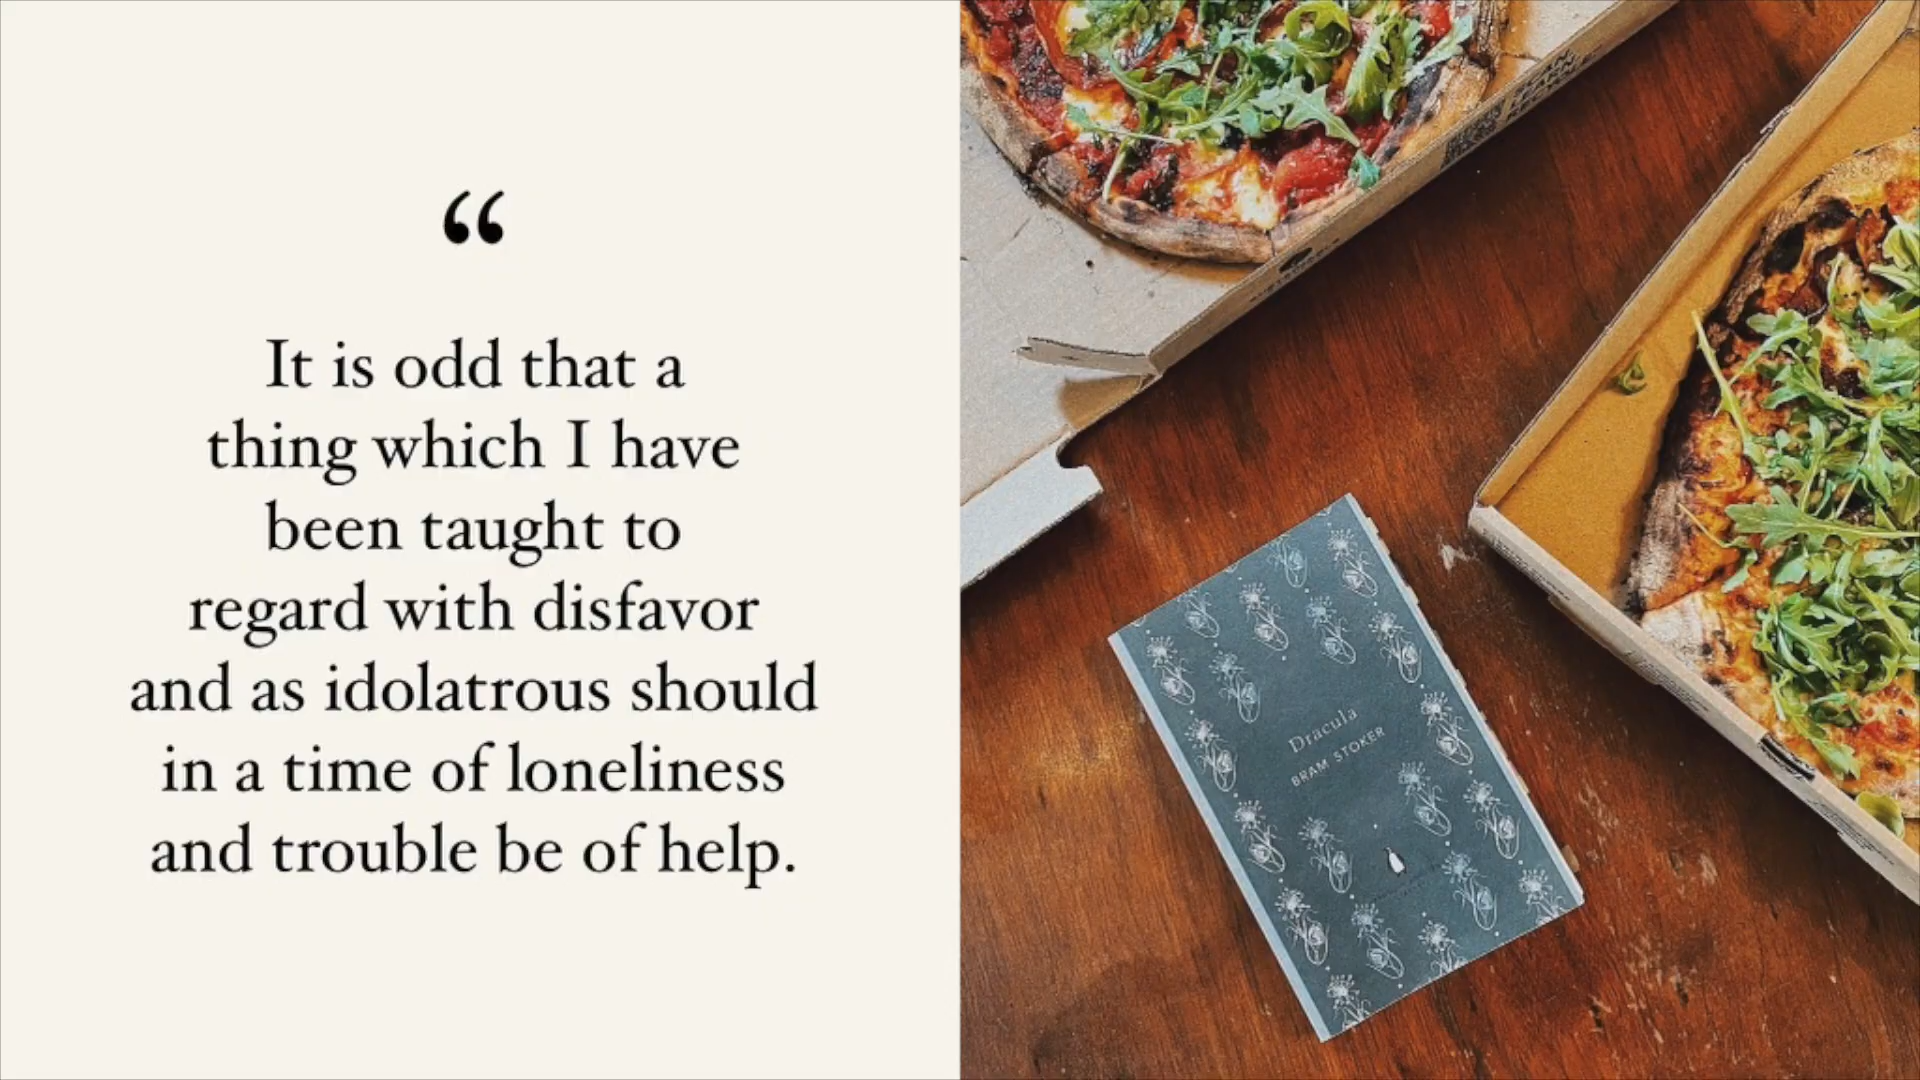 “
It is odd that a
thing which I have
been taught to
regard with disfavor
and as idolatrous should
in a time of loneliness
and trouble be of help.
Dracula
BRAM STOKER